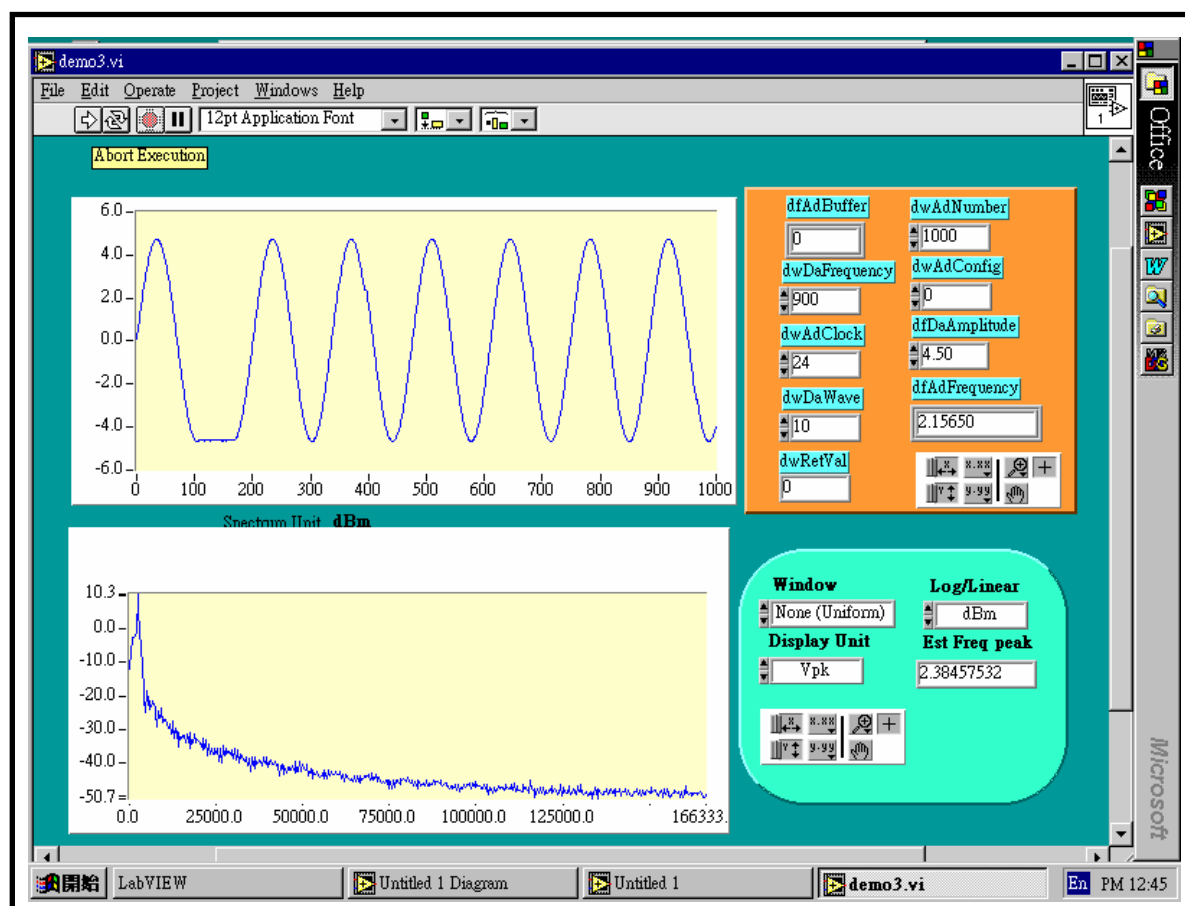 demo3.vi
File Edit Operate Project Windows Help
12pt Application Font
1
Abort Execution
6.0
4.0
2.0
0.0
-2.0
-4.0
-6.0
0 100 200 300 400 500 600 700 800 900 1000
dfAdBuffer
0
dwAdNumber
1000
dwDaFrequency
900
dwAdConfig
0
dwAdClock
24
dfDaAmplitude
4.50
dwDaWave
10
dfAdFrequency
2.15650
dwRetVal
0
x.xx
y.yy
Spectrum Unit dBm
10.3
0.0
-10.0
-20.0
-30.0
-40.0
-50.7
0.0 25000.0 50000.0 75000.0 100000.0 125000.0 166333.
Window
None (Uniform)
Log/Linear
dBm
Display Unit
Vpk
Est Freq peak
2.38457532
x.xx
y.yy
Office
W
Microsoft
開始
LabVIEW
Untitled 1 Diagram
Untitled 1
demo3.vi
En PM 12:45